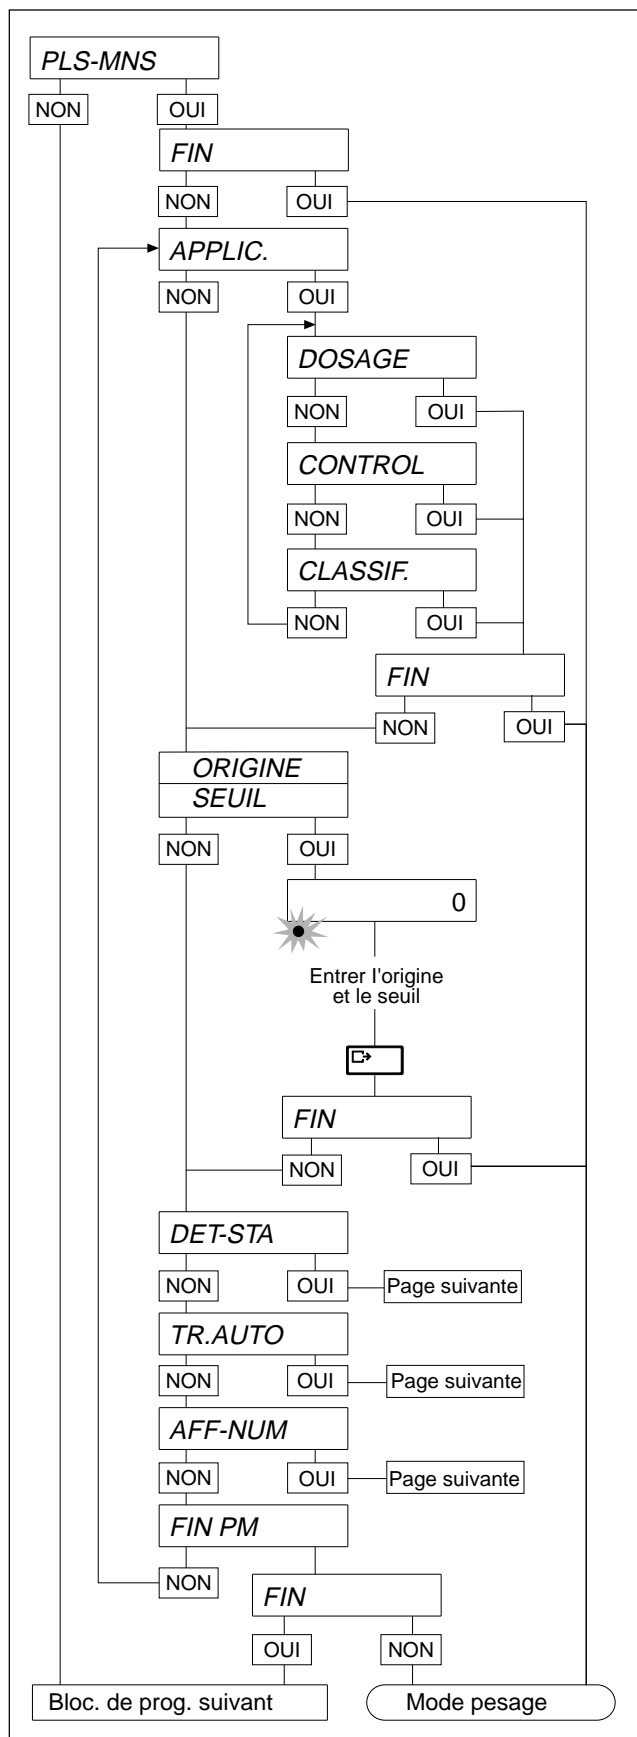 PLS-MNS
NON OUI
FIN
NON OUI
APPLIC.
NON OUI
DOSAGE
NON OUI
CONTROL
NON OUI
CLASSIF.
NON OUI
FIN
NON OUI
ORIGINE
SEUIL
NON OUI
0
Entrer l'origine
et le seuil
FIN
NON OUI
DET-STA
NON OUI Page suivante
TR.AUTO
NON OUI Page suivante
AFF-NUM
NON OUI Page suivante
FIN PM
NON
FIN
OUI NON
Bloc. de prog. suivant Mode pesage